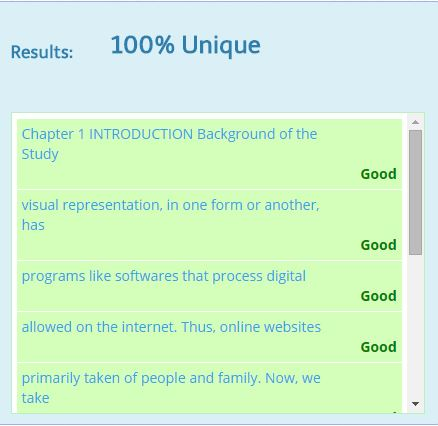 Results: 100% Unique
Chapter 1 INTRODUCTION Background of the
Study
Good
visual representation, in one form or another,
has
Good
programs like softwares that process digital
Good
allowed on the internet. Thus, online websites
Good
primarily taken of people and family. Now, we
take